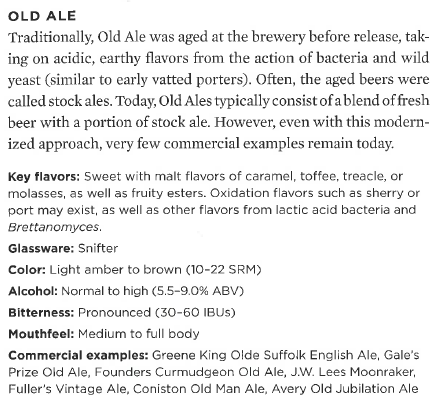 OLD ALE
Traditionally, Old Ale was aged at the brewery before release, tak-
ing on acidic, earthy flavors from the action of bacteria and wild
yeast (similar to early vatted porters). Often, the aged beers were
called stock ales. Today, Old Ales typically consist of a blend of fresh
beer with a portion of stock ale. However, even with this modern-
ized approach, very few commercial examples remain today.
Key flavors: Sweet with malt flavors of caramel, toffee, treacle, or
molasses, as well as fruity esters. Oxidation flavors such as sherry or
port may exist, as well as other flavors from lactic acid bacteria and
Brettanomyces.
Glassware: Snifter
Color: Light amber to brown (10–22 SRM)
Alcohol: Normal to high (5.5–9.0% ABV)
Bitterness: Pronounced (30–60 IBUs)
Mouthfeel: Medium to full body
Commercial examples: Greene King Olde Suffolk English Ale, Gale's
Prize Old Ale, Founders Curmudgeon Old Ale, J.W. Lees Moonraker,
Fuller's Vintage Ale, Coniston Old Man Ale, Avery Old Jubilation Ale